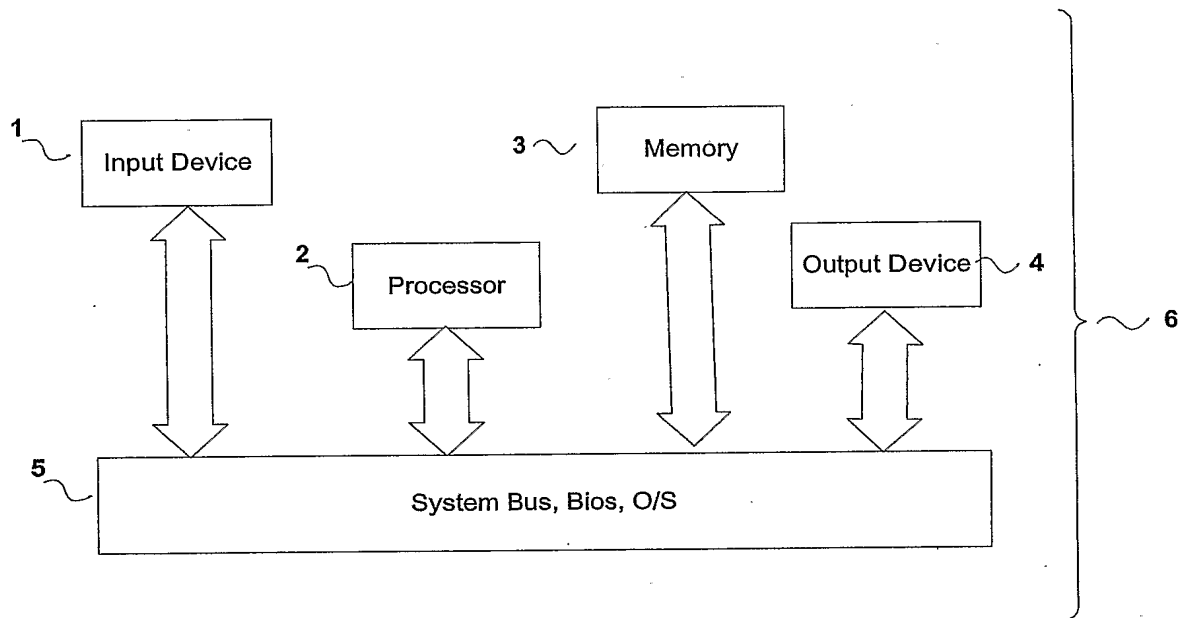 1
Input Device
3
Memory
2
Processor
Output Device
4
6
5
System Bus, Bios, O/S